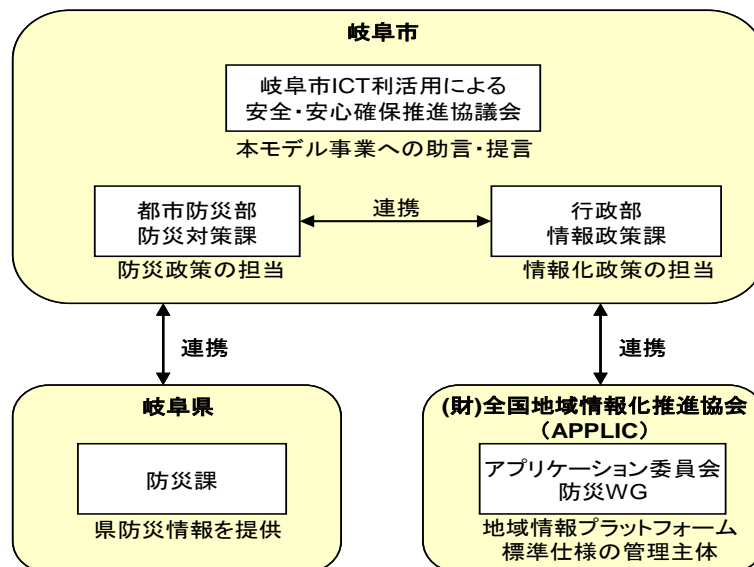 岐阜市
岐阜市ICT利活用による
安全・安心確保推進協議会
本モデル事業への助言・提言
都市防災部
防災対策課
防災政策の担当
連携
行政部
情報政策課
情報化政策の担当
連携
連携
岐阜県
防災課
県防災情報を提供
(財)全国地域情報化推進協会
（APPLIC）
アプリケーション委員会
防災WG
地域情報プラットフォーム
標準仕様の管理主体